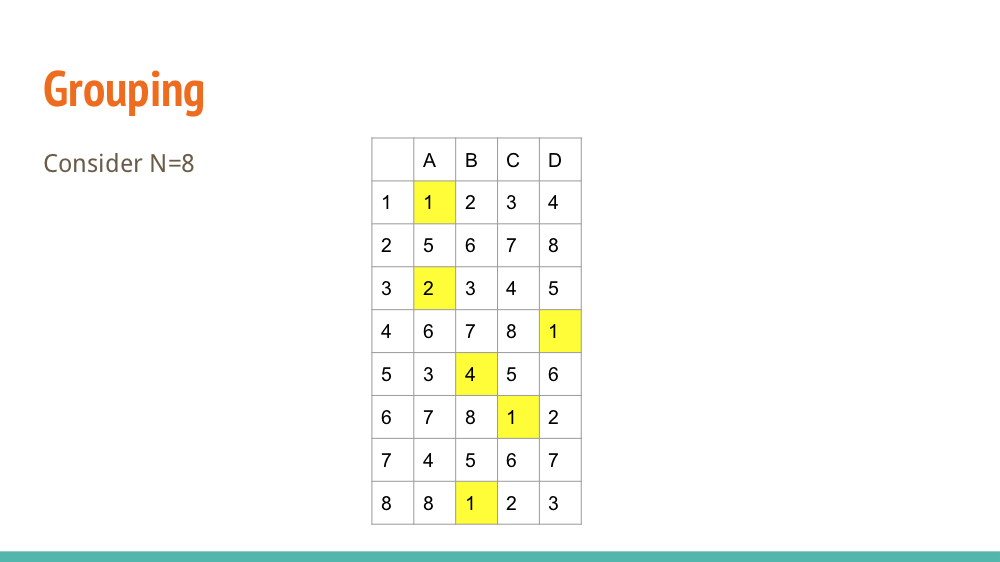 Grouping
Consider N=8
A B C D
1 1 2 3 4
2 5 6 7 8
3 2 3 4 5
4 6 7 8 1
5 3 4 5 6
6 7 8 1 2
7 4 5 6 7
8 8 1 2 3